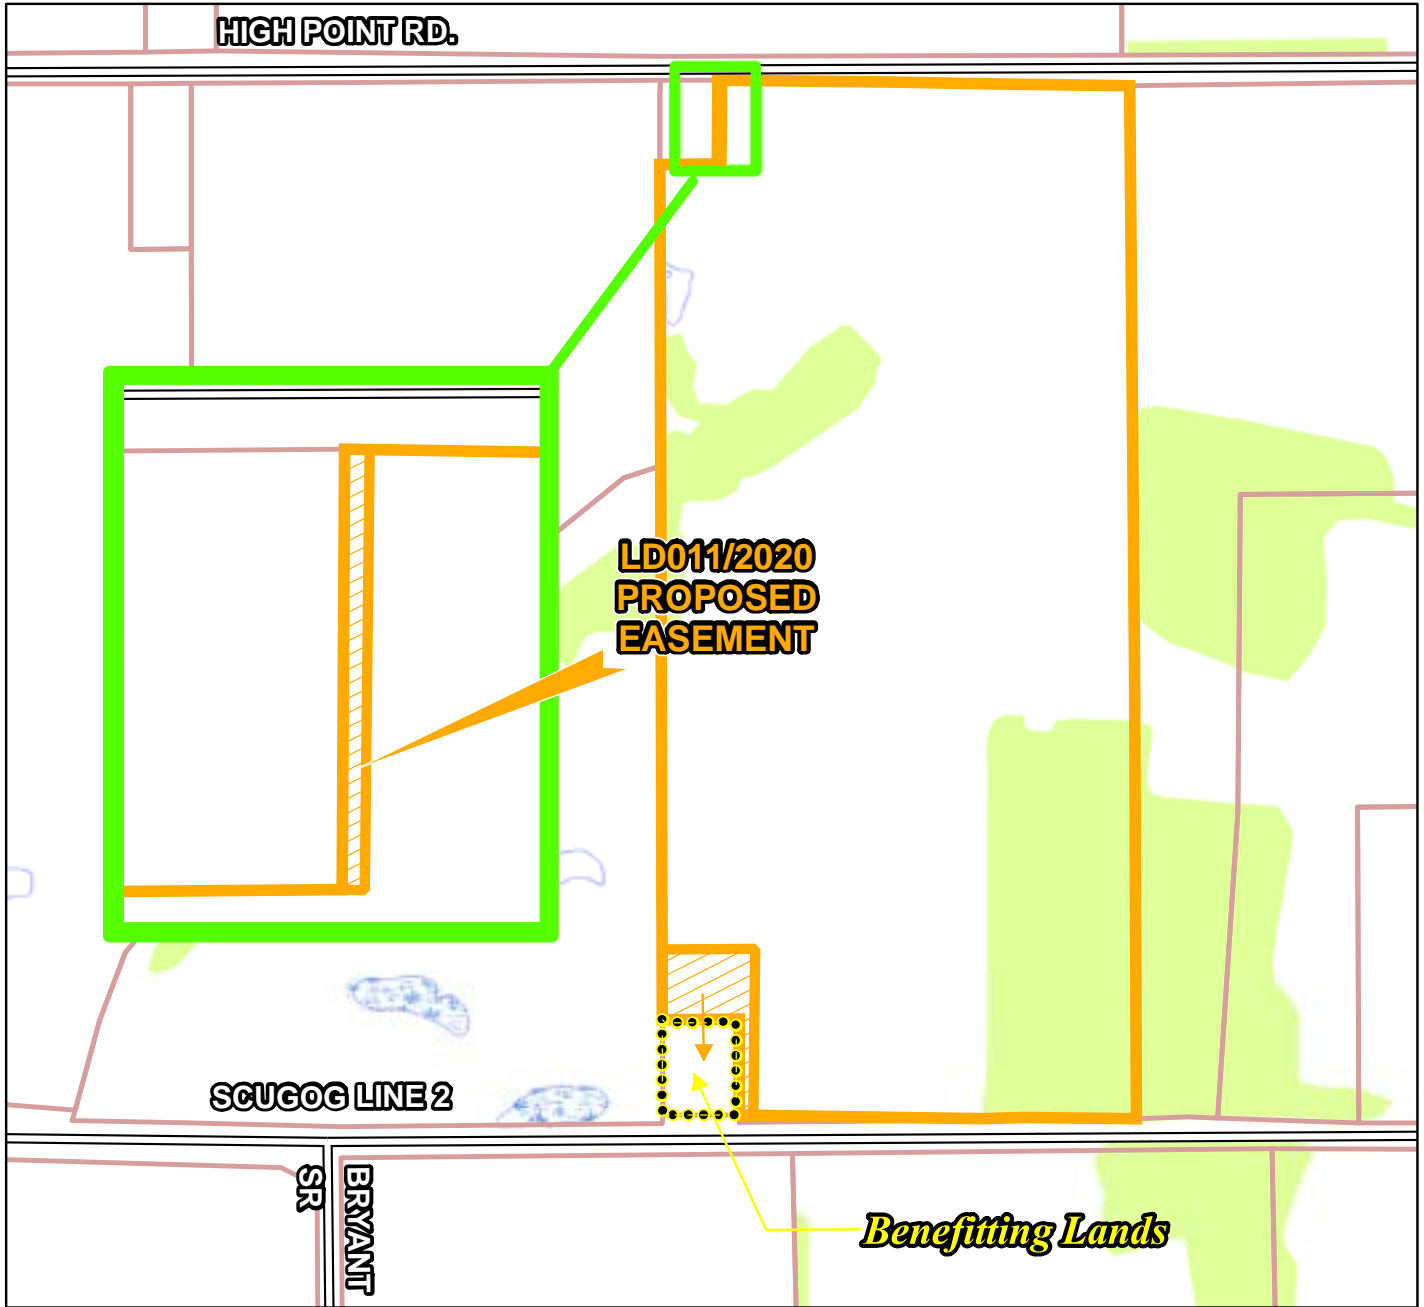 HIGH POINT RD.
LD011/2020
PROPOSED
EASEMENT
SCUGOG LINE 2
BRYANT
SR
Benefitting Lands